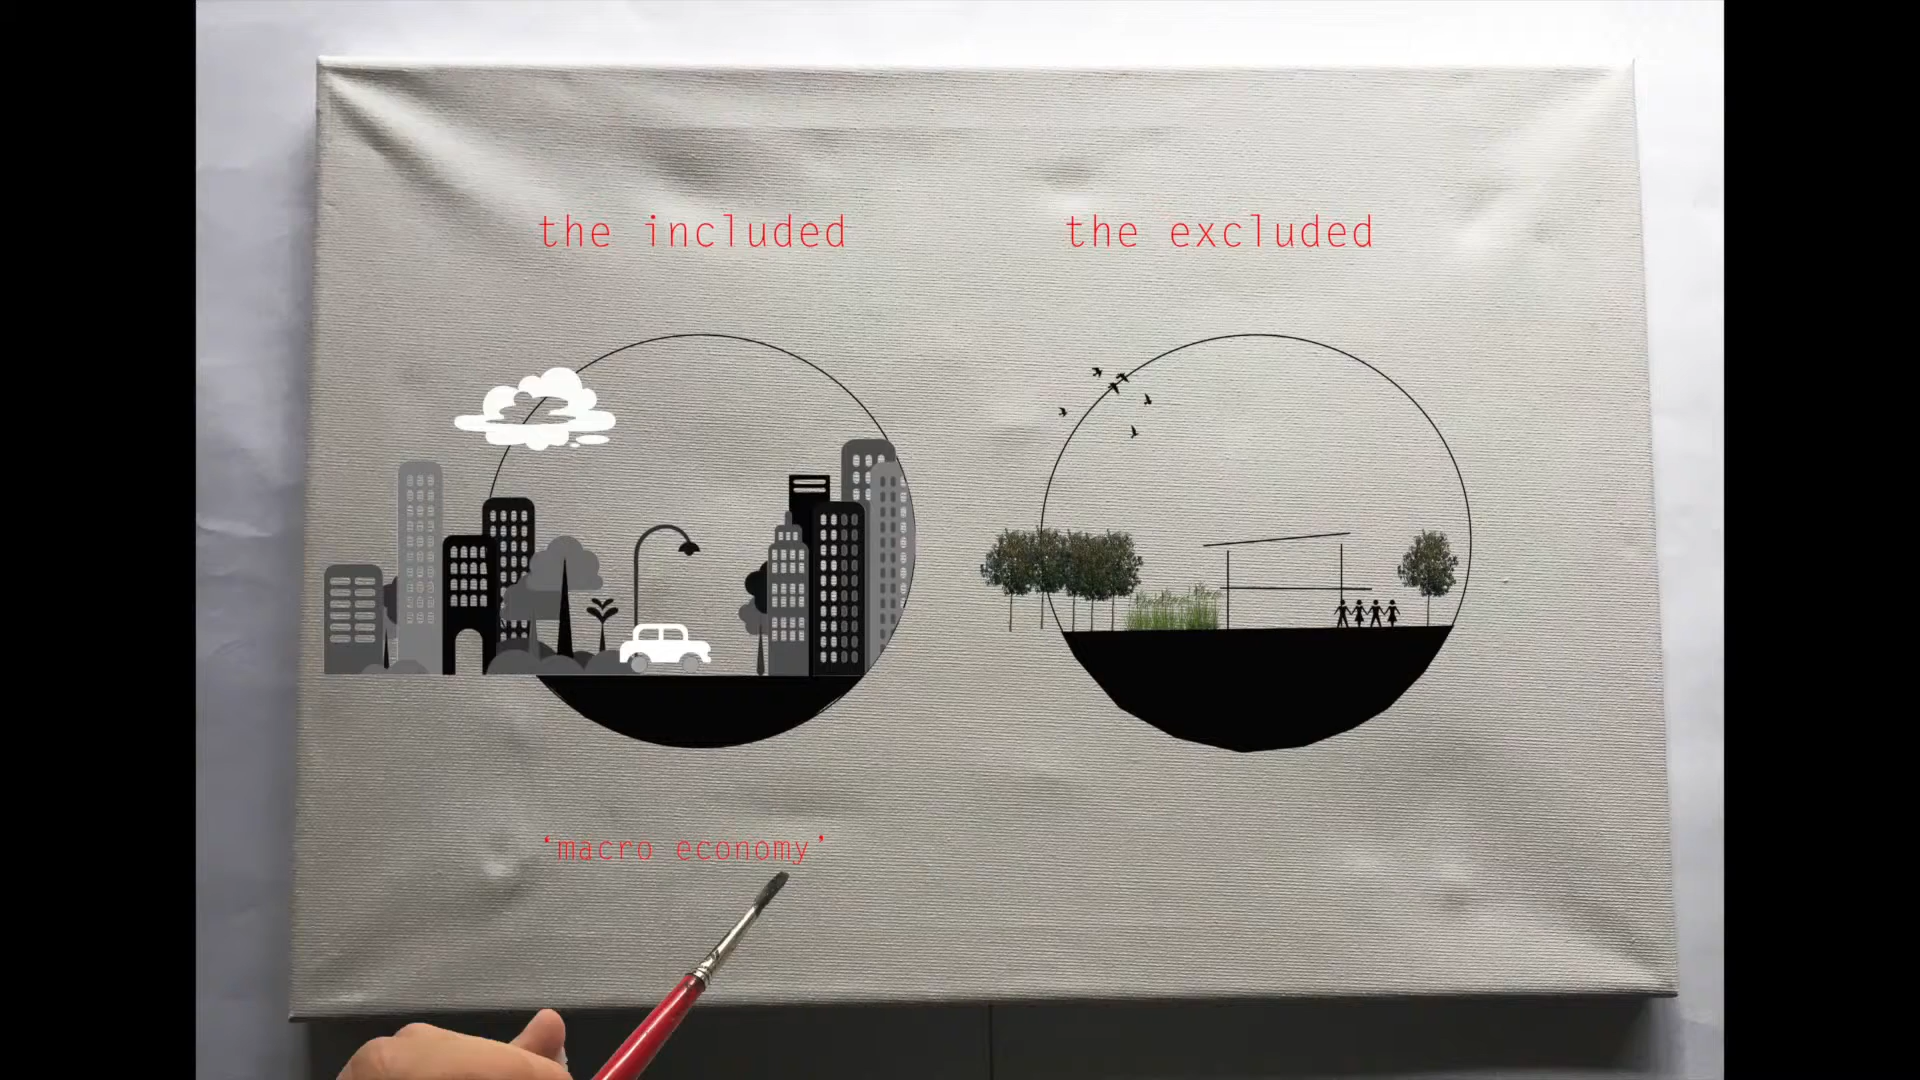 the included
the excluded
‘macro economy’